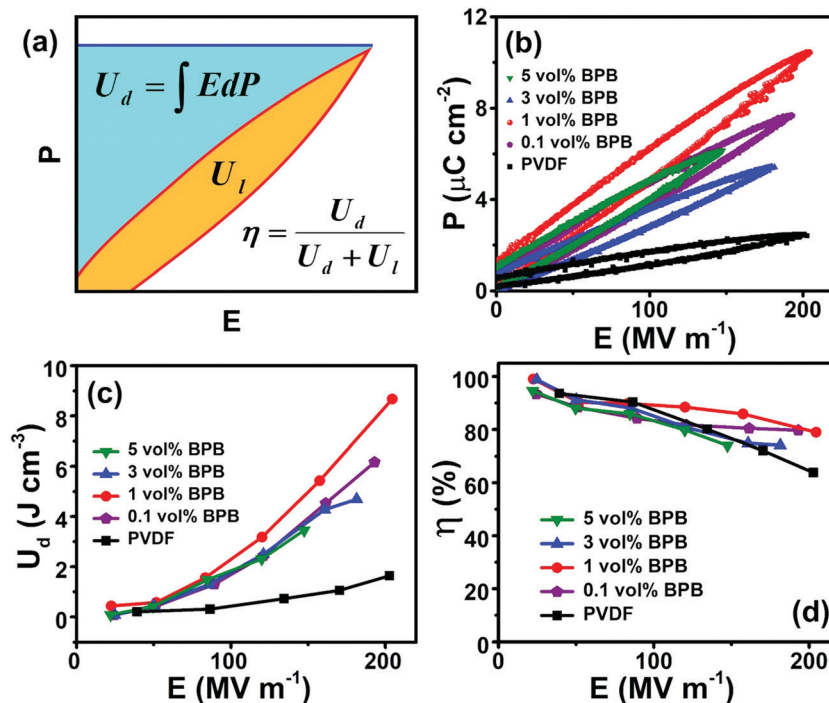 (a)
U_d = ∫ EdP
U_l
η = U_d / (U_d + U_l)
P
E
(b)
12
8
4
0
P (μC cm⁻²)
5 vol% BPB
3 vol% BPB
1 vol% BPB
0.1 vol% BPB
PVDF
0 100 200
E (MV m⁻¹)
(c)
10
8
6
4
2
0
U_d (J cm⁻³)
5 vol% BPB
3 vol% BPB
1 vol% BPB
0.1 vol% BPB
PVDF
0 100 200
E (MV m⁻¹)
100
80
60
40
20
0
η (%)
5 vol% BPB
3 vol% BPB
1 vol% BPB
0.1 vol% BPB
PVDF
(d)
0 100 200
E (MV m⁻¹)